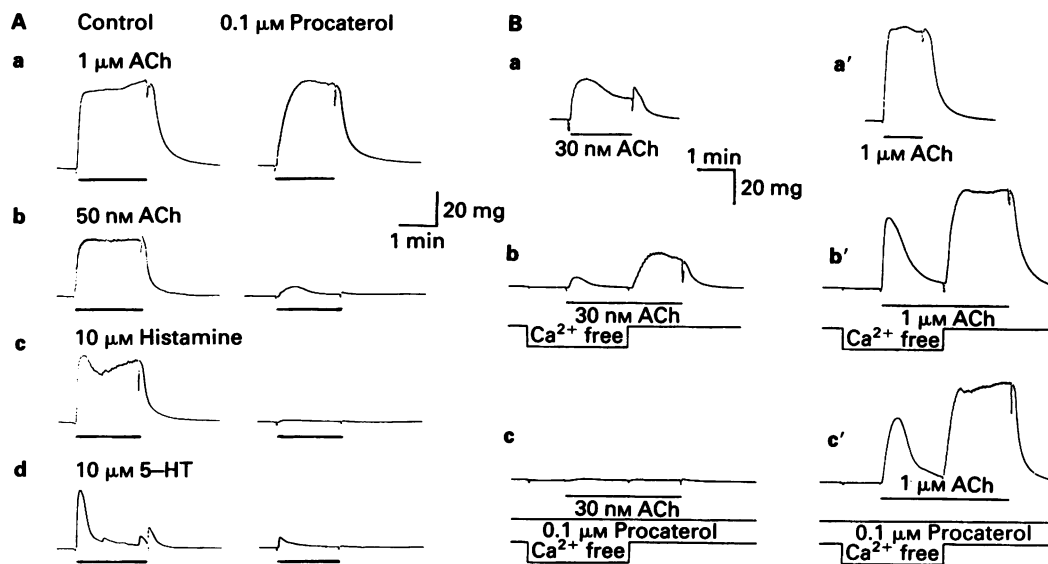 A Control 0.1 μM Procaterol
a 1 μM ACh
b 50 nM ACh
20 mg
1 min
c 10 μM Histamine
d 10 μM 5–HT
B
a
30 nM ACh
a′
1 μM ACh
1 min
20 mg
b
30 nM ACh
Ca²⁺ free
b′
1 μM ACh
Ca²⁺ free
c
30 nM ACh
0.1 μM Procaterol
Ca²⁺ free
c′
1 μM ACh
0.1 μM Procaterol
Ca²⁺ free